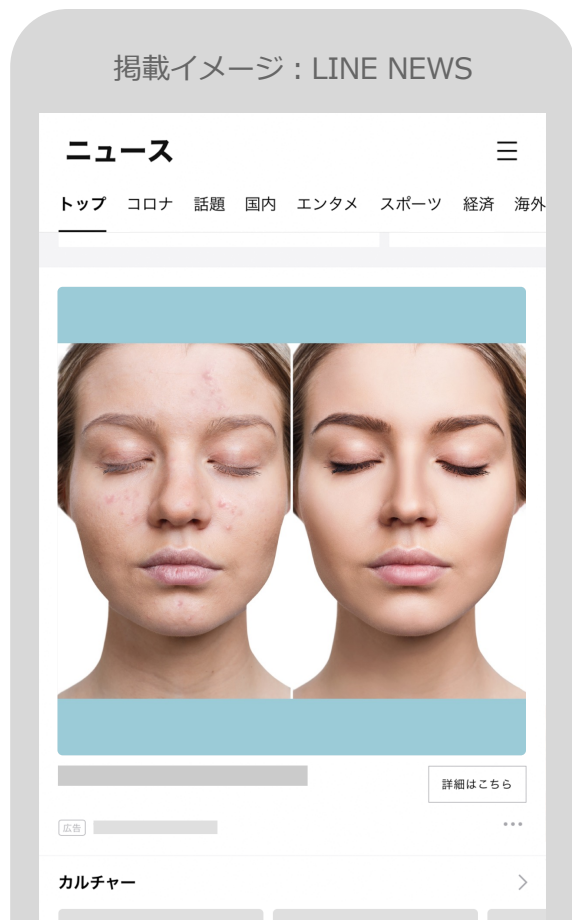 掲載イメージ：LINE NEWS
ニュース
トップ コロナ 話題 国内 エンタメ スポーツ 経済 海外
詳細はこちら
広告
カルチャー